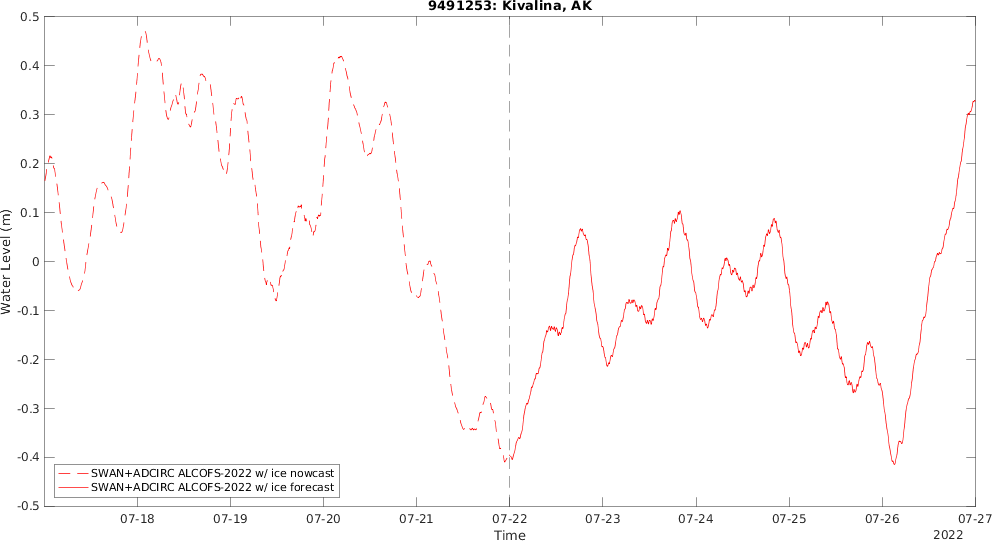 9491253: Kivalina, AK
0.5
0.4
0.3
0.2
0.1
0
-0.1
-0.2
-0.3
-0.4
-0.5
Water Level (m)
SWAN+ADCIRC ALCOFS-2022 w/ ice nowcast
SWAN+ADCIRC ALCOFS-2022 w/ ice forecast
07-18 07-19 07-20 07-21 07-22 07-23 07-24 07-25 07-26 07-27
Time
2022